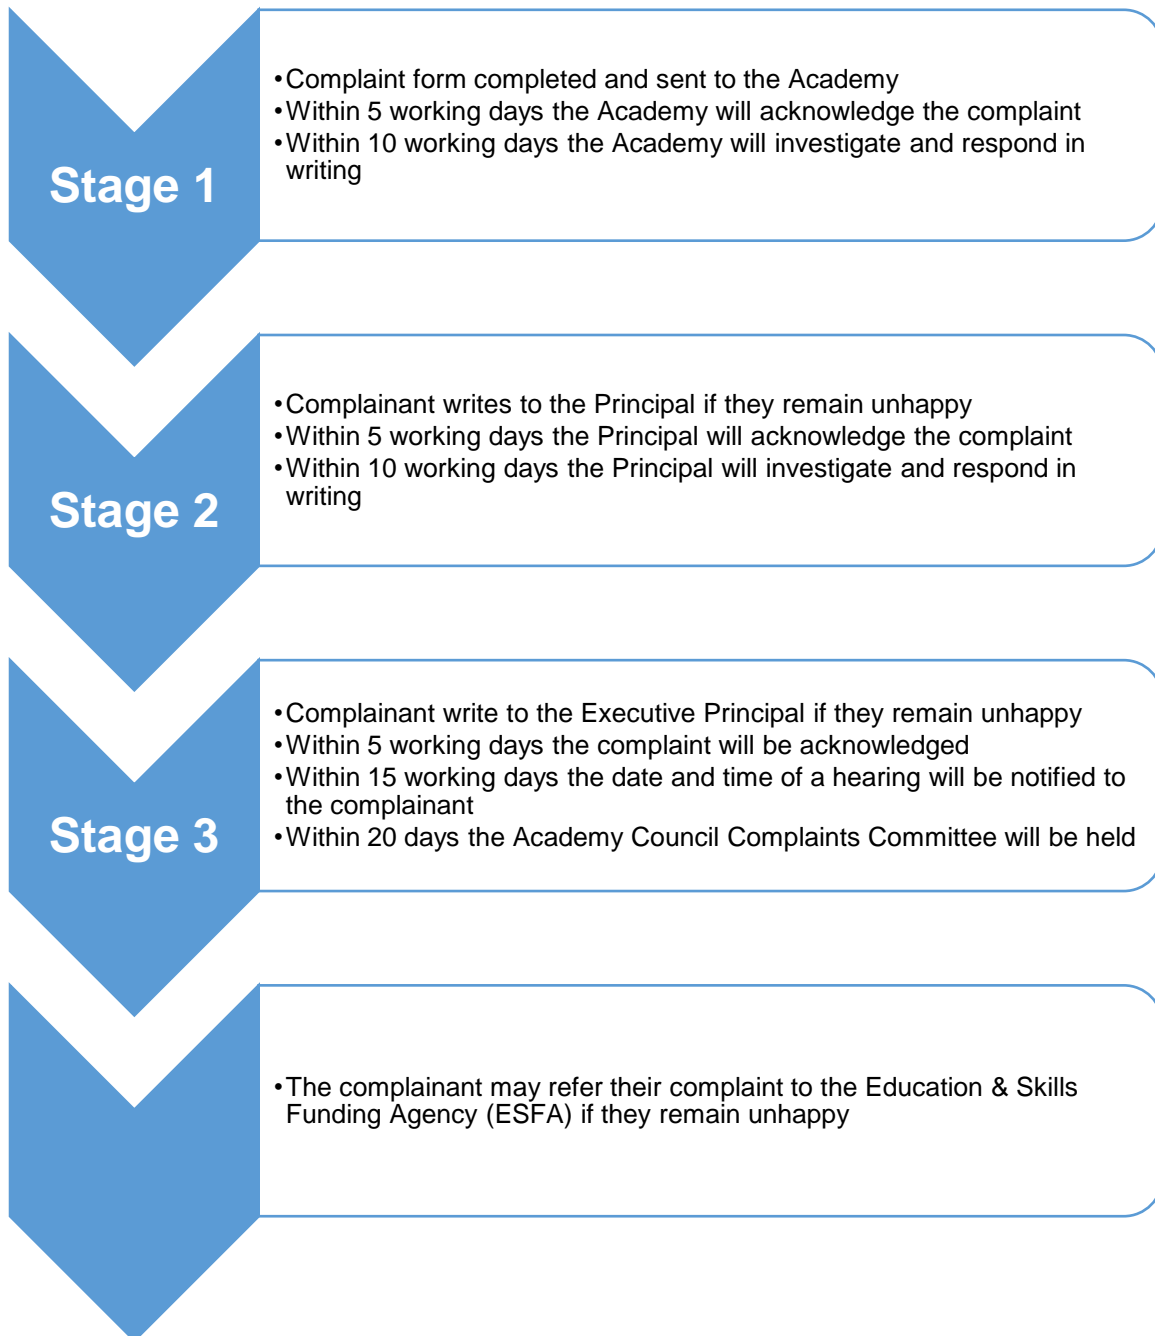 Stage 1
•Complaint form completed and sent to the Academy
•Within 5 working days the Academy will acknowledge the complaint
•Within 10 working days the Academy will investigate and respond in
writing
Stage 2
•Complainant writes to the Principal if they remain unhappy
•Within 5 working days the Principal will acknowledge the complaint
•Within 10 working days the Principal will investigate and respond in
writing
Stage 3
•Complainant write to the Executive Principal if they remain unhappy
•Within 5 working days the complaint will be acknowledged
•Within 15 working days the date and time of a hearing will be notified to
the complainant
•Within 20 days the Academy Council Complaints Committee will be held
•The complainant may refer their complaint to the Education & Skills
Funding Agency (ESFA) if they remain unhappy